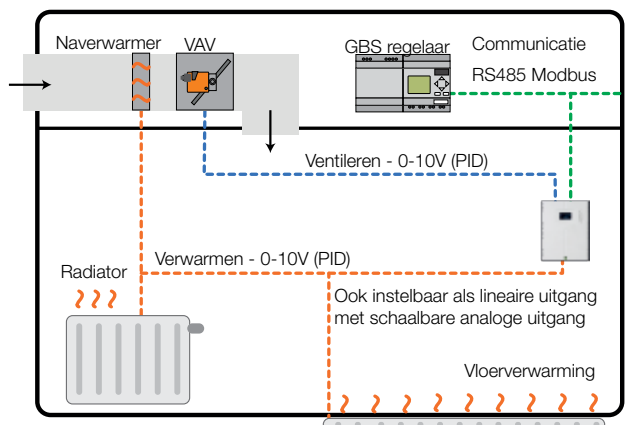 Naverwarmer
VAV
GBS regelaar
Communicatie
RS485 Modbus
Ventileren - 0-10V (PID)
Verwarmen - 0-10V (PID)
Radiator
Ook instelbaar als lineaire uitgang
met schaalbare analoge uitgang
Vloerverwarming